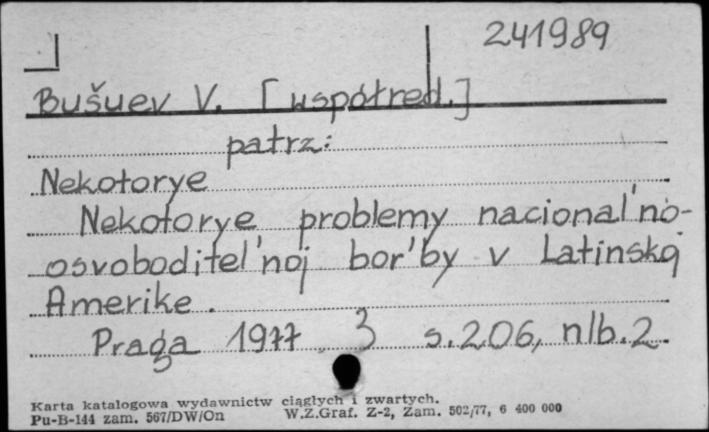 241989
Bušuev V. [współred.]
patrz:
Nekotorye
Nekotorye problemy nacional'no-
osvoboditel'noj bor'by v Latinskoj
Amerike.
Praga 1977 3 s.206, nlb.2.
Karta katalogowa wydawnictw ciągłych i zwartych.
Pu-B-144 zam. 567/DW/On W.Z.Graf. Z-2, Zam. 502/77, 6 400 000